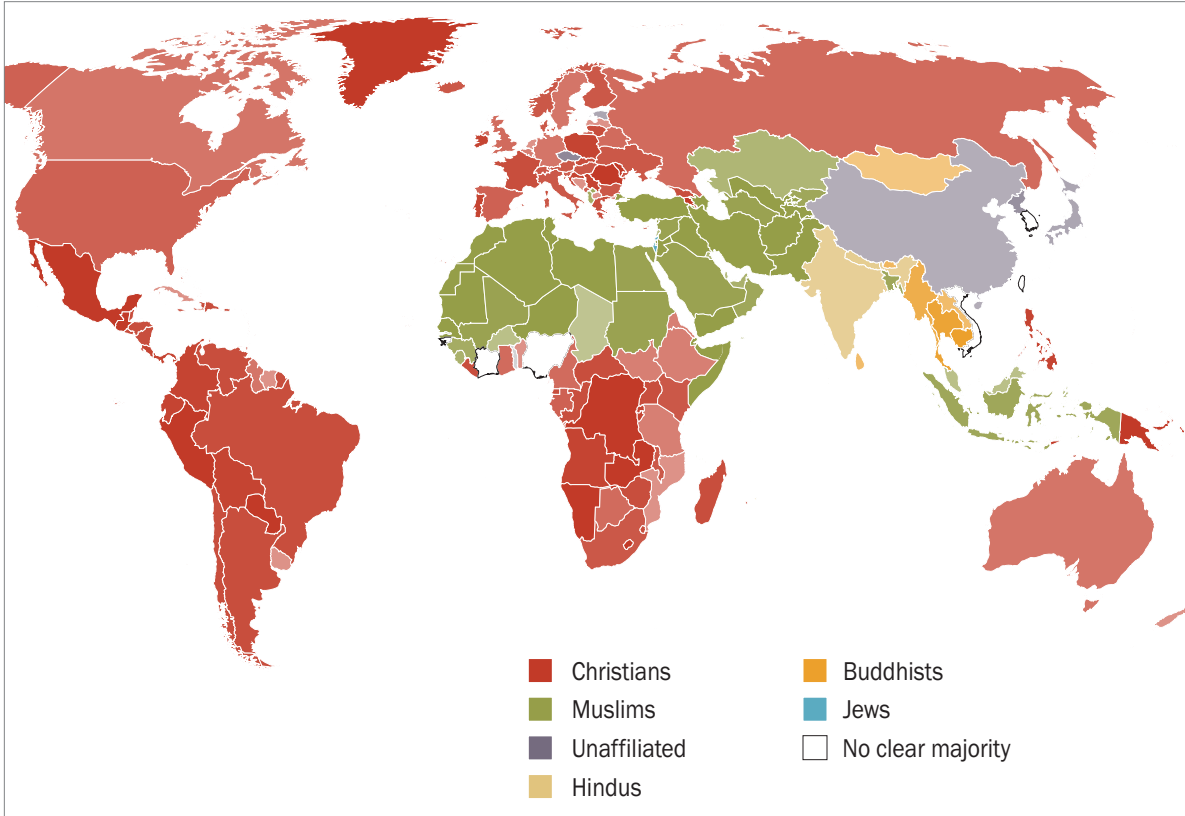 Christians
Muslims
Unaffiliated
Hindus
Buddhists
Jews
No clear majority